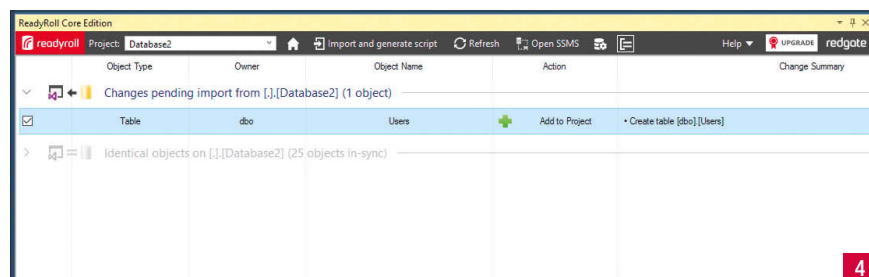 ReadyRoll Core Edition
readyroll Project: Database2 Import and generate script Refresh Open SSMS Help UPGRADE redgate
Object Type Owner Object Name Action Change Summary
Changes pending import from [.].[Database2] (1 object)
Table dbo Users Add to Project • Create table [dbo].[Users]
Identical objects on [.].[Database2] (25 objects in-sync)
4